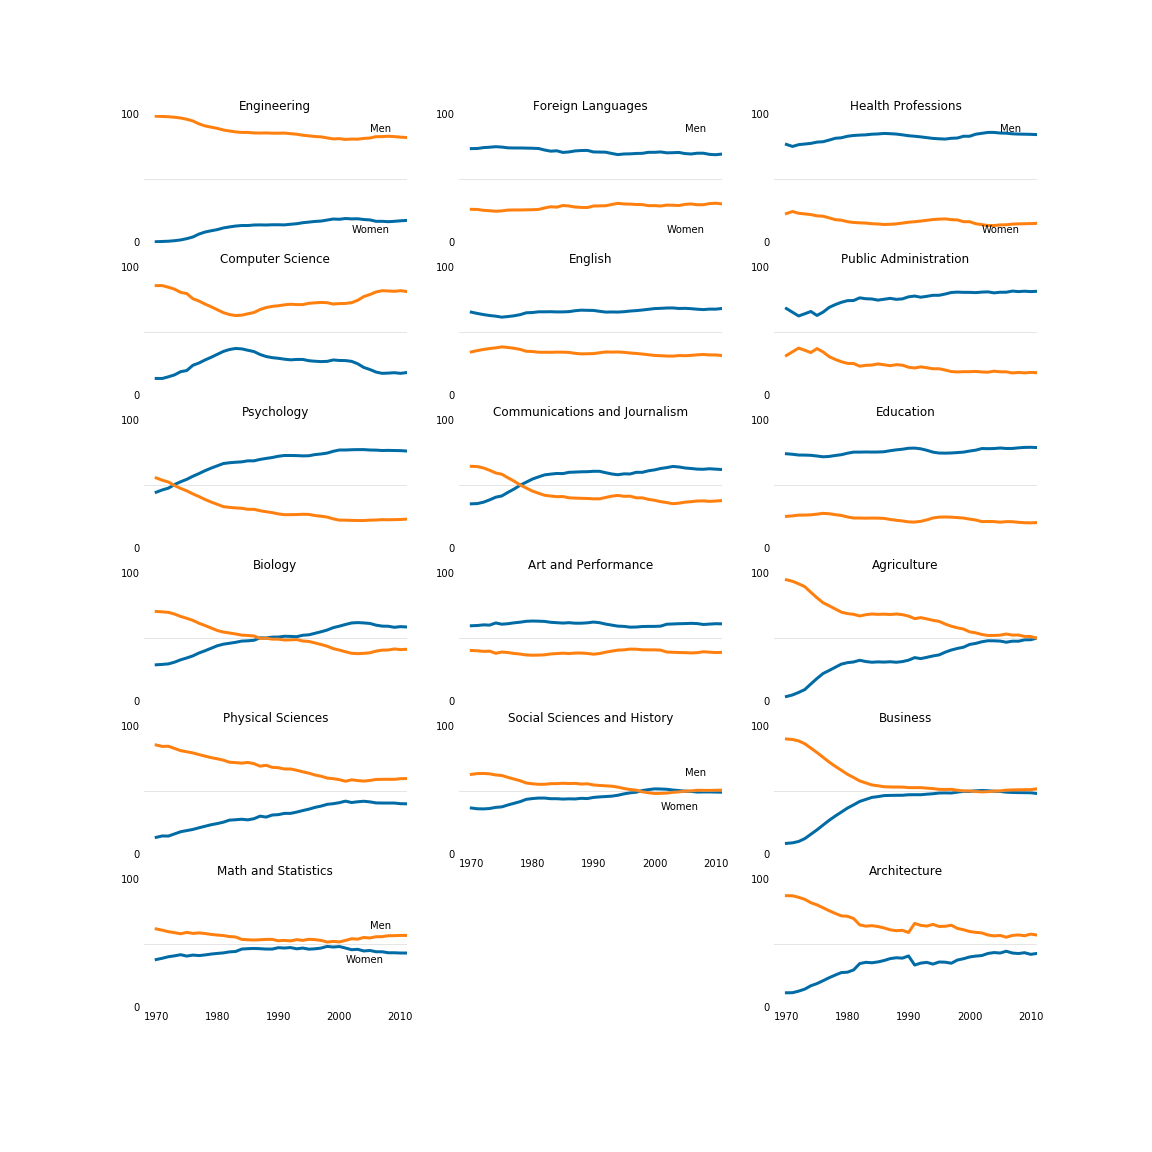 Engineering
100
Men
Women
0
Foreign Languages
100
Men
Women
0
Health Professions
100
Men
Women
0
Computer Science
100
0
English
100
0
Public Administration
100
0
Psychology
100
0
Communications and Journalism
100
0
Education
100
0
Biology
100
0
Art and Performance
100
0
Agriculture
100
0
Physical Sciences
100
0
Social Sciences and History
100
Men
Women
0
1970 1980 1990 2000 2010
Business
100
0
Math and Statistics
100
Men
Women
0
1970 1980 1990 2000 2010
Architecture
100
0
1970 1980 1990 2000 2010